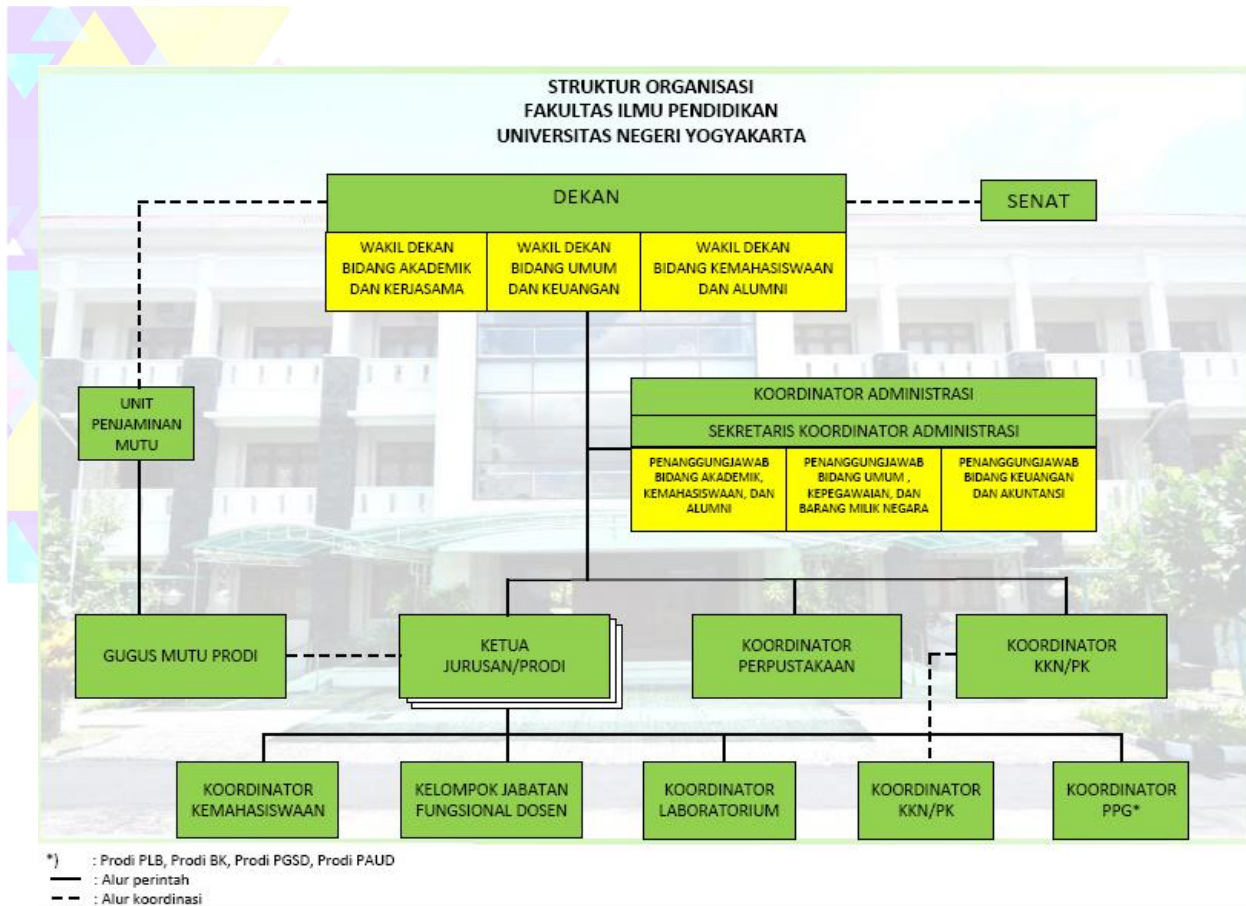 STRUKTUR ORGANISASI
FAKULTAS ILMU PENDIDIKAN
UNIVERSITAS NEGERI YOGYAKARTA
DEKAN
SENAT
WAKIL DEKAN
BIDANG AKADEMIK
DAN KERJASAMA
WAKIL DEKAN
BIDANG UMUM
DAN KEUANGAN
WAKIL DEKAN
BIDANG KEMAHASISWAAN
DAN ALUMNI
UNIT
PENJAMINAN
MUTU
KOORDINATOR ADMINISTRASI
SEKRETARIS KOORDINATOR ADMINISTRASI
PENANGGUNGJAWAB
BIDANG AKADEMIK,
KEMAHASISWAAN, DAN
ALUMNI
PENANGGUNGJAWAB
BIDANG UMUM ,
KEPEGAWAIAN, DAN
BARANG MILIK NEGARA
PENANGGUNGJAWAB
BIDANG KEUANGAN
DAN AKUNTANSI
GUGUS MUTU PRODI
KETUA
JURUSAN/PRODI
KOORDINATOR
PERPUSTAKAAN
KOORDINATOR
KKN/PK
KOORDINATOR
KEMAHASISWAAN
KELOMPOK JABATAN
FUNGSIONAL DOSEN
KOORDINATOR
LABORATORIUM
KOORDINATOR
KKN/PK
KOORDINATOR
PPG*
*) : Prodi PLB, Prodi BK, Prodi PGSD, Prodi PAUD
: Alur perintah
: Alur koordinasi